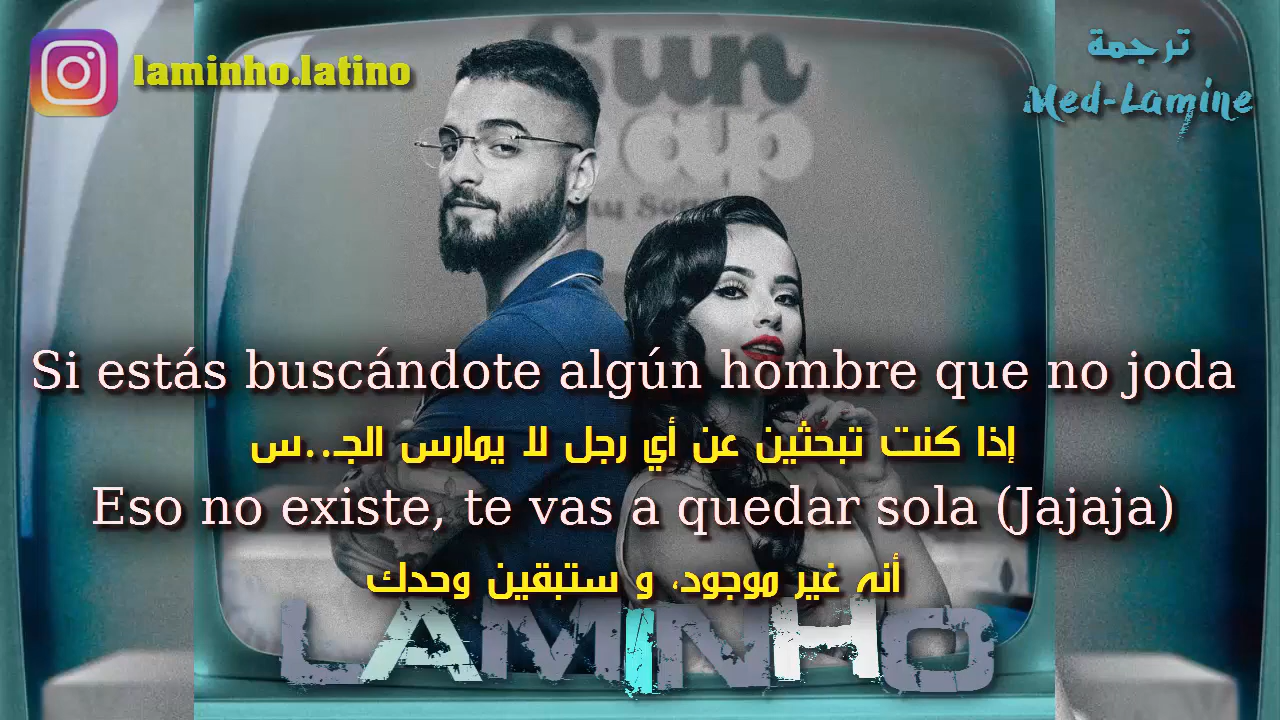 laminho.latino
ترجمة
Med-Lamine
Sun
Si estás buscándote algún hombre que no joda
إذا كنت تبحثين عن أي رجل لا يمارس الجـ..س
Eso no existe, te vas a quedar sola (Jajaja)
أنه غير موجود، و ستبقين وحدك
LAMINHO